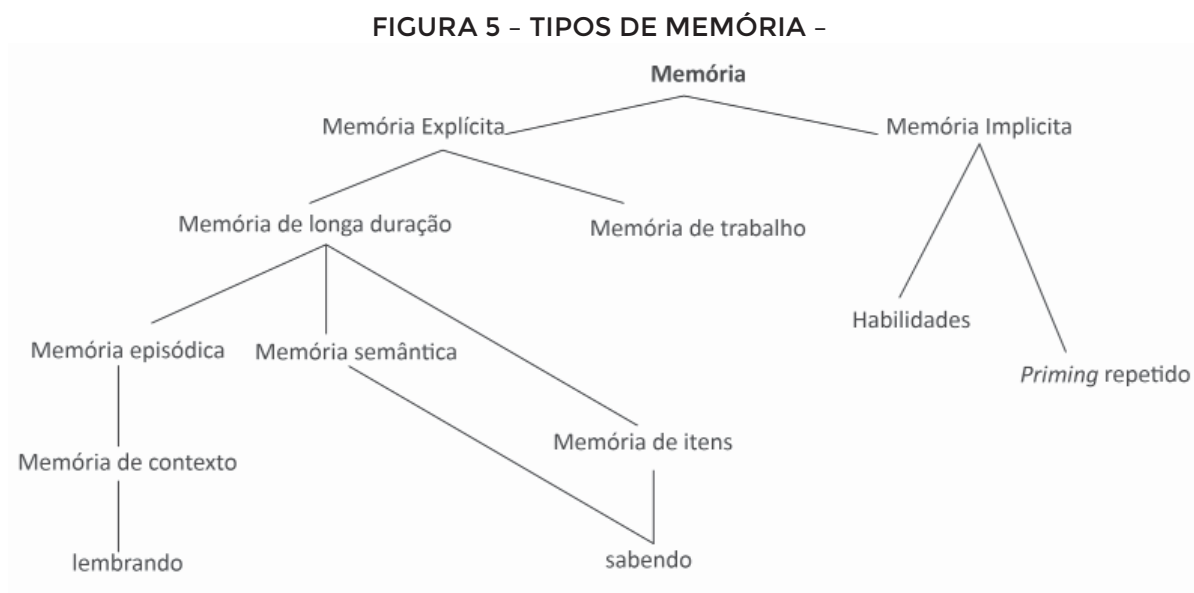 FIGURA 5 – TIPOS DE MEMÓRIA –
Memória
Memória Explícita
Memória Implicita
Memória de longa duração
Memória de trabalho
Habilidades
Memória episódica
Memória semântica
Priming repetido
Memória de itens
Memória de contexto
lembrando
sabendo